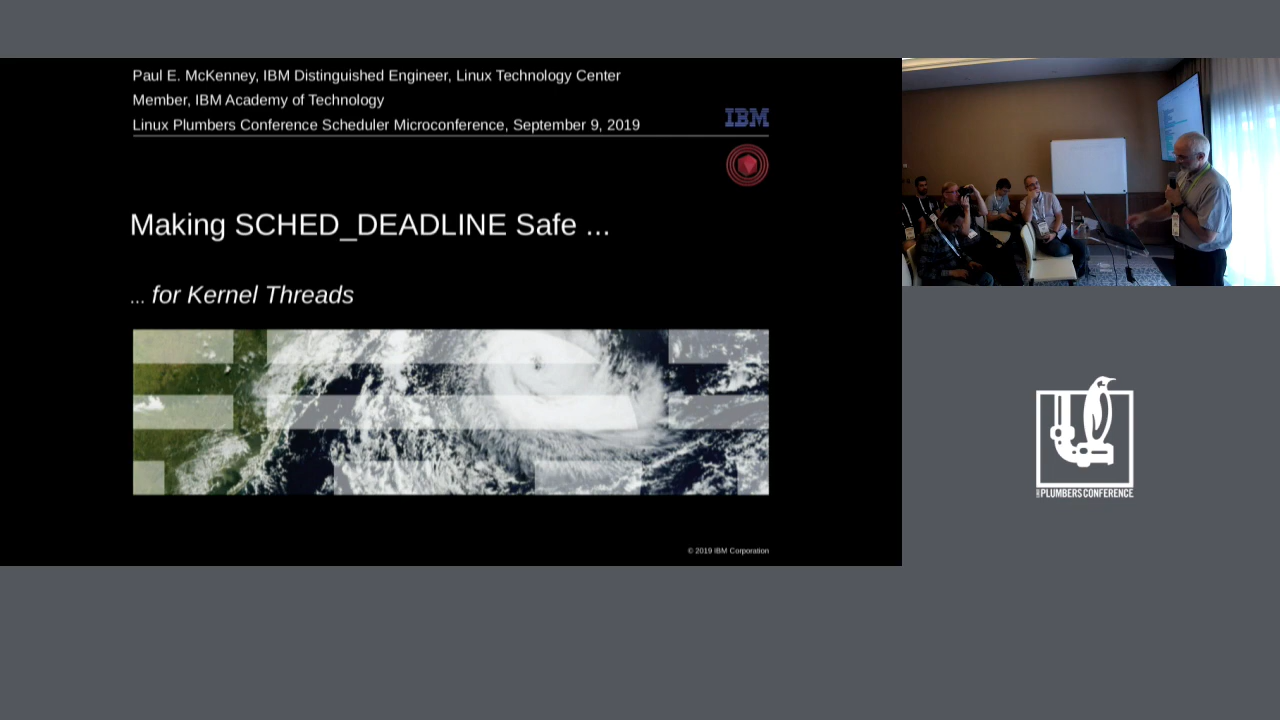 Paul E. McKenney, IBM Distinguished Engineer, Linux Technology Center
Member, IBM Academy of Technology
Linux Plumbers Conference Scheduler Microconference, September 9, 2019
IBM
Making SCHED_DEADLINE Safe ...
... for Kernel Threads
© 2019 IBM Corporation
PLUMBERS CONFERENCE